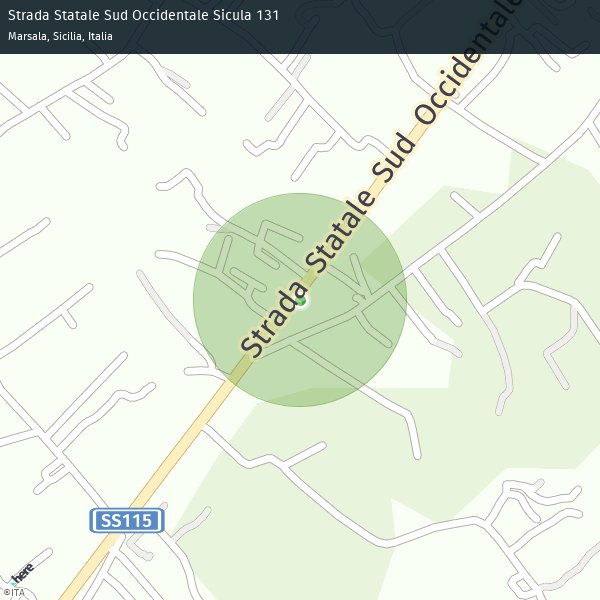 Strada Statale Sud Occidentale Sicula 131
Marsala, Sicilia, Italia
Strada Statale Sud Occidentale
SS115
here
©ITA